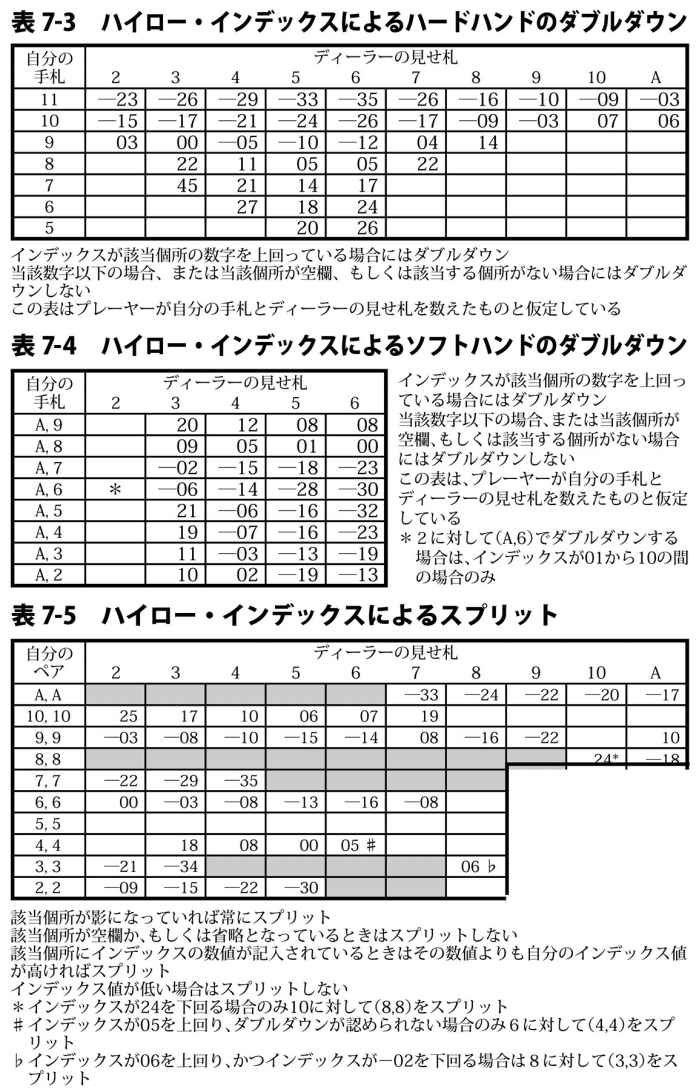 表 7-3 ハイロー・インデックスによるハードハンドのダブルダウン
自分の手札 ディーラーの見せ札
2 3 4 5 6 7 8 9 10 A
11 —23 —26 —29 —33 —35 —26 —16 —10 —09 —03
10 —15 —17 —21 —24 —26 —17 —09 —03 07 06
9 03 00 —05 —10 —12 04 14
8 22 11 05 05 22
7 45 21 14 17
6 27 18 24
5 20 26
インデックスが該当個所の数字を上回っている場合にはダブルダウン
当該数字以下の場合、または当該個所が空欄、もしくは該当する個所がない場合にはダブルダ
ウンしない
この表はプレーヤーが自分の手札とディーラーの見せ札を数えたものと仮定している
表 7-4 ハイロー・インデックスによるソフトハンドのダブルダウン
自分の手札 ディーラーの見せ札
2 3 4 5 6
A, 9 20 12 08 08
A, 8 09 05 01 00
A, 7 —02 —15 —18 —23
A, 6 * —06 —14 —28 —30
A, 5 21 —06 —16 —32
A, 4 19 —07 —16 —23
A, 3 11 —03 —13 —19
A, 2 10 02 —19 —13
インデックスが該当個所の数字を上回っ
ている場合にはダブルダウン
当該数字以下の場合、または当該個所が
空欄、もしくは該当する個所がない場合
にはダブルダウンしない
この表は、プレーヤーが自分の手札と
ディーラーの見せ札を数えたものと仮定
している
*2に対して(A,6)でダブルダウンする
場合は、インデックスが01から10の間
の場合のみ
表 7-5 ハイロー・インデックスによるスプリット
自分のペア ディーラーの見せ札
2 3 4 5 6 7 8 9 10 A
A, A —33 —24 —22 —20 —17
10, 10 25 17 10 06 07 19
9, 9 —03 —08 —10 —15 —14 08 —16 —22 10
8, 8 24* —18
7, 7 —22 —29 —35
6, 6 00 —03 —08 —13 —16 —08
5, 5
4, 4 18 08 00 05 ♯
3, 3 —21 —34 06 ♭
2, 2 —09 —15 —22 —30
該当個所が影になっていれば常にスプリット
該当個所が空欄か、もしくは省略となっているときはスプリットしない
該当個所にインデックスの数値が記入されているときはその数値よりも自分のインデックス値
が高ければスプリット
インデックス値が低い場合はスプリットしない
*インデックスが24を下回る場合のみ10に対して(8,8)をスプリット
♯インデックスが05を上回り、ダブルダウンが認められない場合のみ6に対して(4,4)をスプ
リット
♭インデックスが06を上回り、かつインデックスが−02を下回る場合は8に対して(3,3)をス
プリット